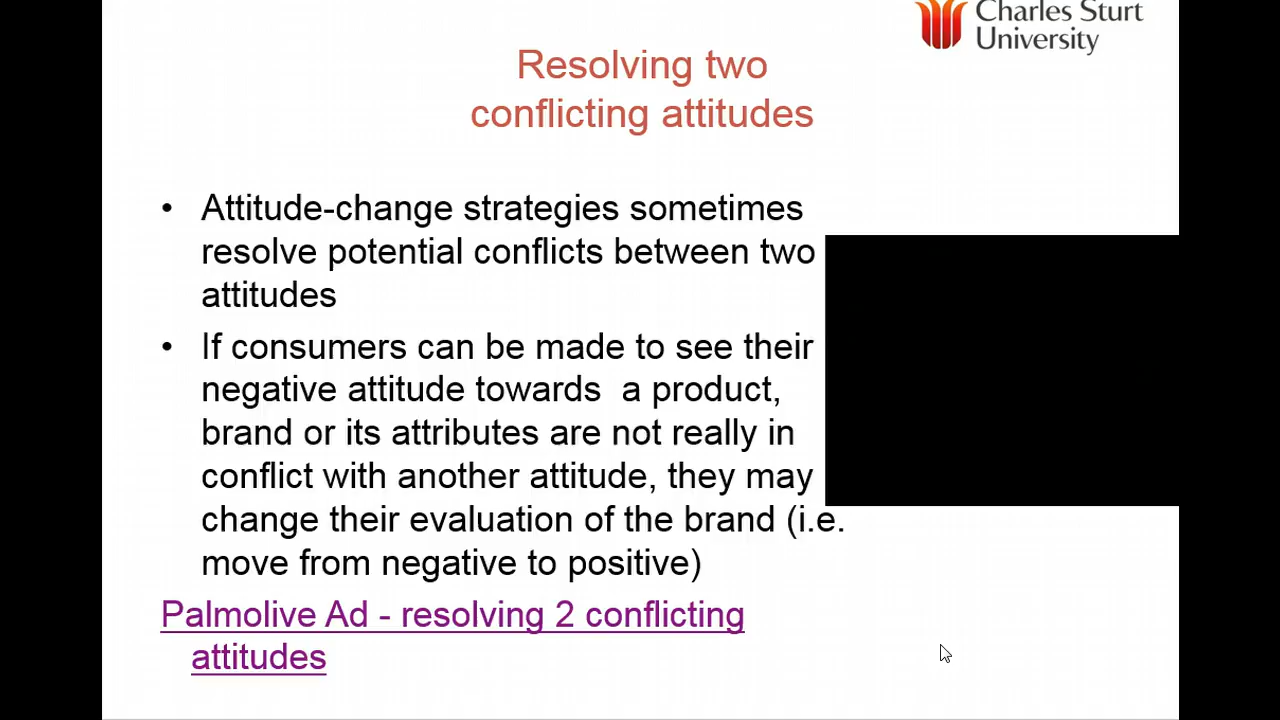 Charles Sturt
University
Resolving two
conflicting attitudes
• Attitude-change strategies sometimes
resolve potential conflicts between two
attitudes
• If consumers can be made to see their
negative attitude towards  a product,
brand or its attributes are not really in
conflict with another attitude, they may
change their evaluation of the brand (i.e.
move from negative to positive)
Palmolive Ad - resolving 2 conflicting
attitudes